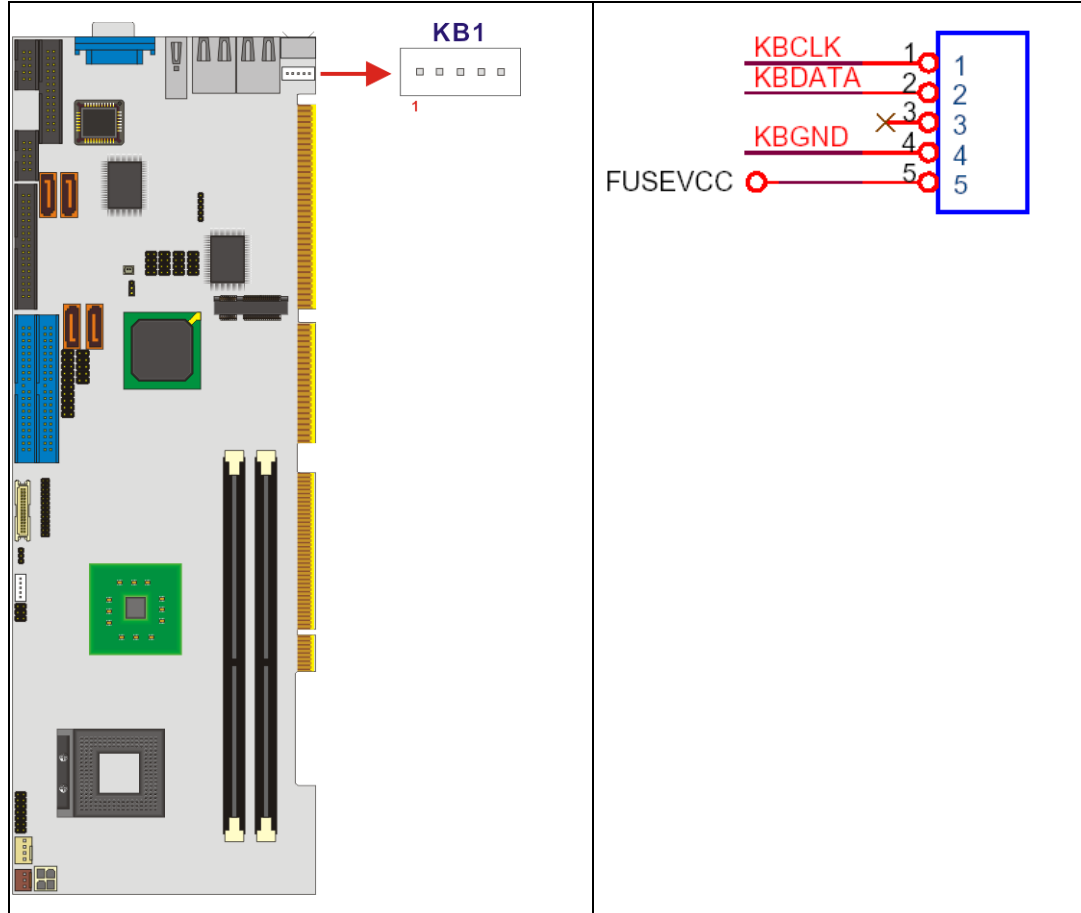 KB1
1
KBCLK 1 1
KBDATA 2 2
3 3
KBGND 4 4
FUSEVCC 5 5